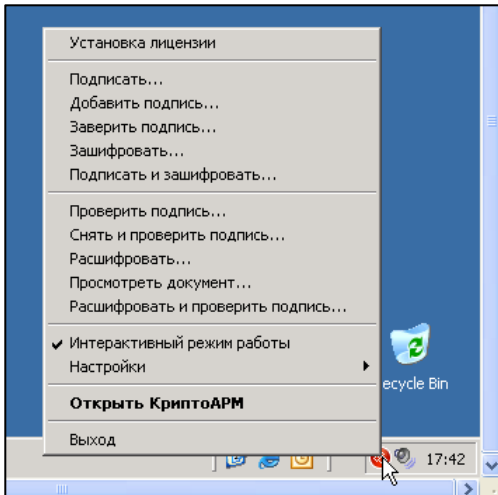 Установка лицензии
Подписать...
Добавить подпись...
Заверить подпись...
Зашифровать...
Подписать и зашифровать...
Проверить подпись...
Снять и проверить подпись...
Расшифровать...
Просмотреть документ...
Расшифровать и проверить подпись...
Интерактивный режим работы
Настройки
ecycle Bin
Открыть КриптоАРМ
Выход
17:42